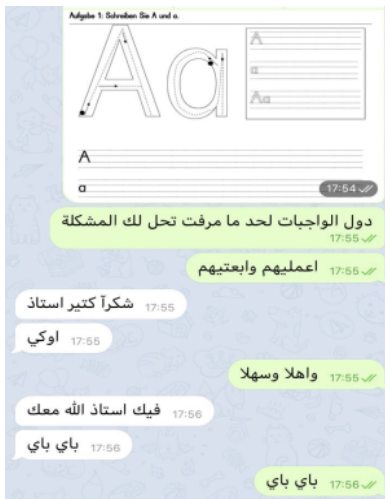 Aufgabe 1: Schreiben Sie A und a.
A a
A
a
Aa
A
a
17:54
دول الواجبات لحد ما مرفت تحل لك المشكلة
17:55
اعمليهم وابعتيهم
17:55
شكرآ كتير استاذ
17:55
اوكي
17:55
واهلا وسهلا
17:55
فيك استاذ الله معك
17:56
باي باي
17:56
باي باي
17:56